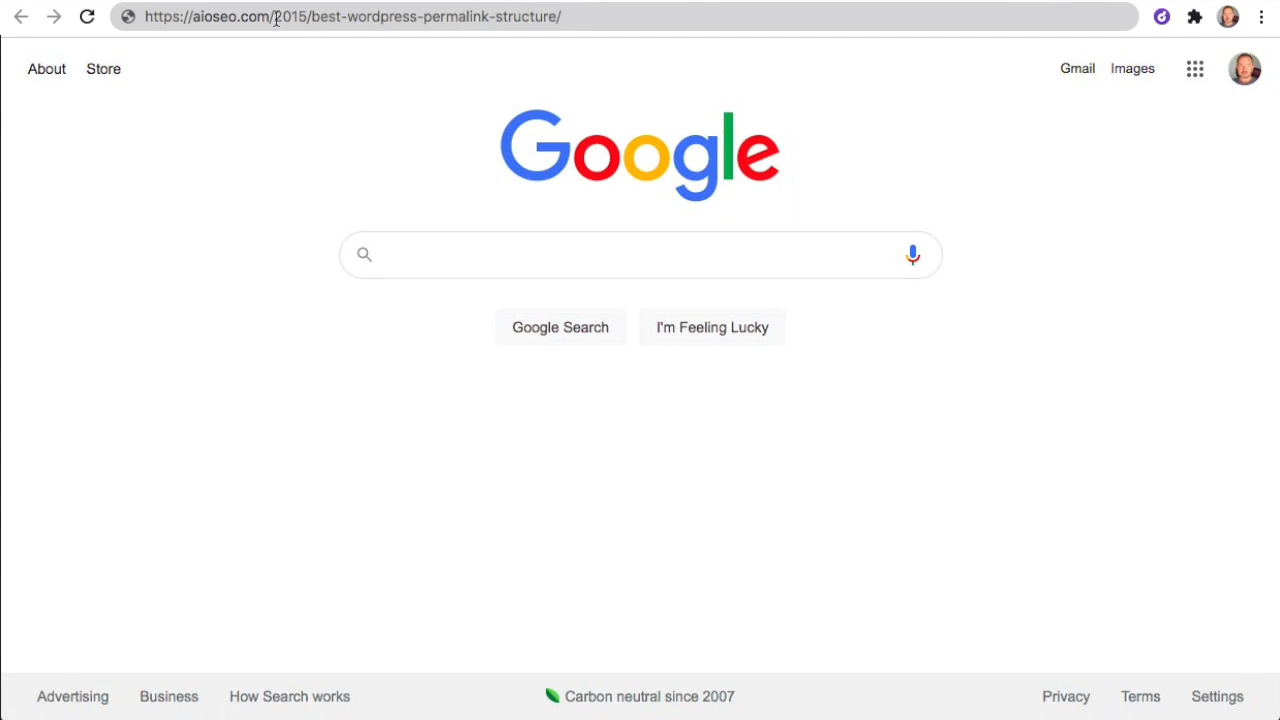 https://aioseo.com/2015/best-wordpress-permalink-structure/
About Store Gmail Images
Google
Google Search I'm Feeling Lucky
Advertising Business How Search works Carbon neutral since 2007 Privacy Terms Settings